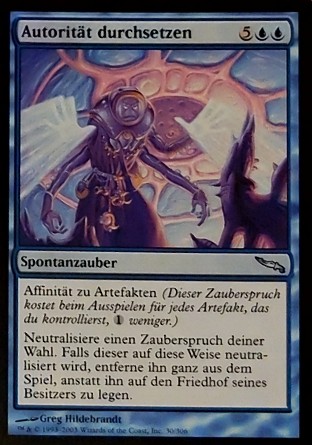 Autorität durchsetzen 5
Spontanzauber
Affinität zu Artefakten (Dieser Zauberspruch
kostet beim Ausspielen für jedes Artefakt, das
du kontrollierst, 1 weniger.)
Neutralisiere einen Zauberspruch deiner
Wahl. Falls dieser auf diese Weise neutra-
lisiert wird, entferne ihn ganz aus dem
Spiel, anstatt ihn auf den Friedhof seines
Besitzers zu legen.
Greg Hildebrandt
™ & © 1993–2003 Wizards of the Coast, Inc. 30/306